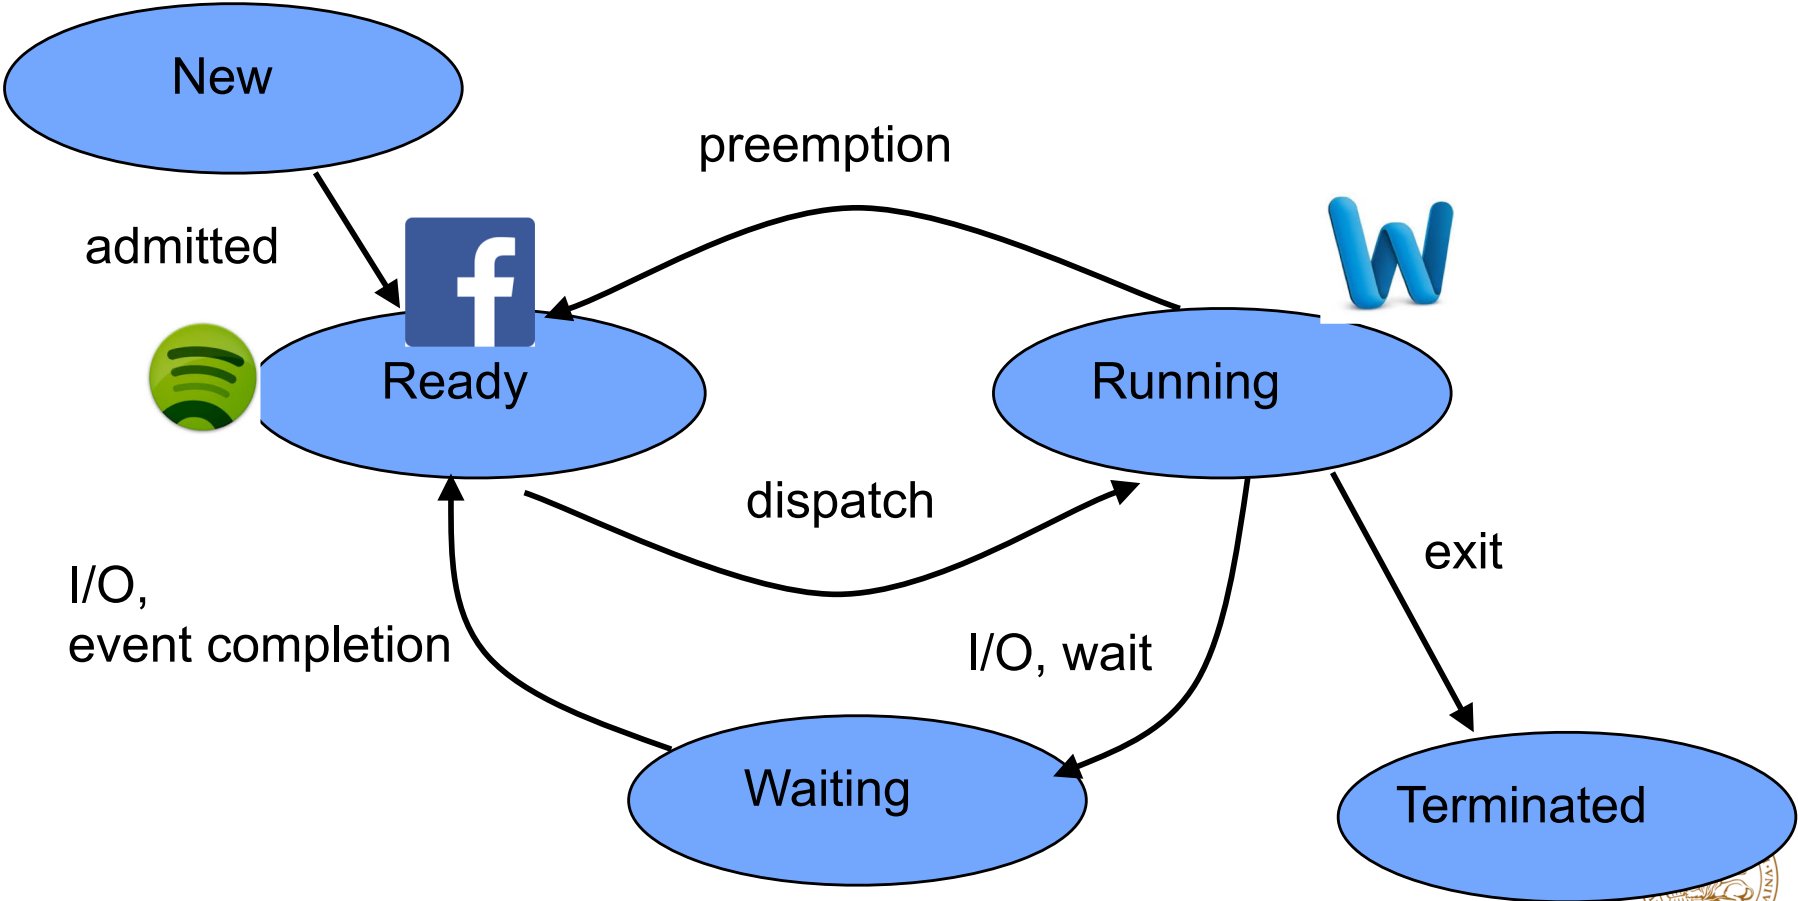 New
preemption
admitted
Ready
Running
dispatch
exit
I/O,
event completion
I/O, wait
Waiting
Terminated